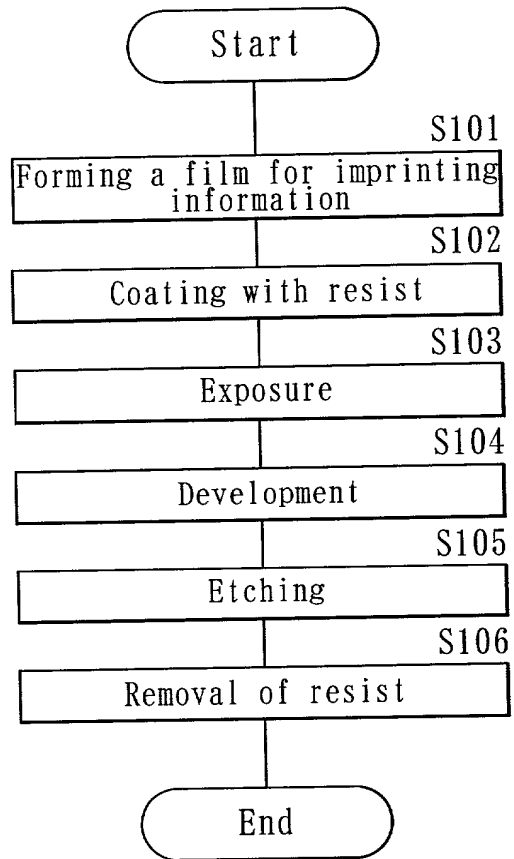 Start
S101
Forming a film for imprinting
information
S102
Coating with resist
S103
Exposure
S104
Development
S105
Etching
S106
Removal of resist
End